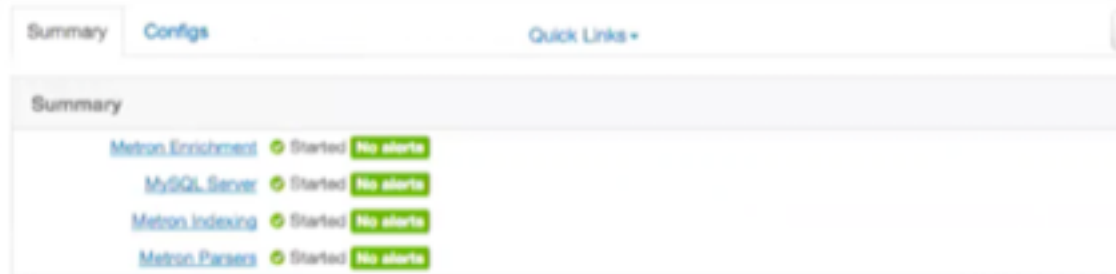 Summary Configs Quick Links
Summary
Metron Enrichment Started No alerts
MySQL Server Started No alerts
Metron Indexing Started No alerts
Metron Parsers Started No alerts